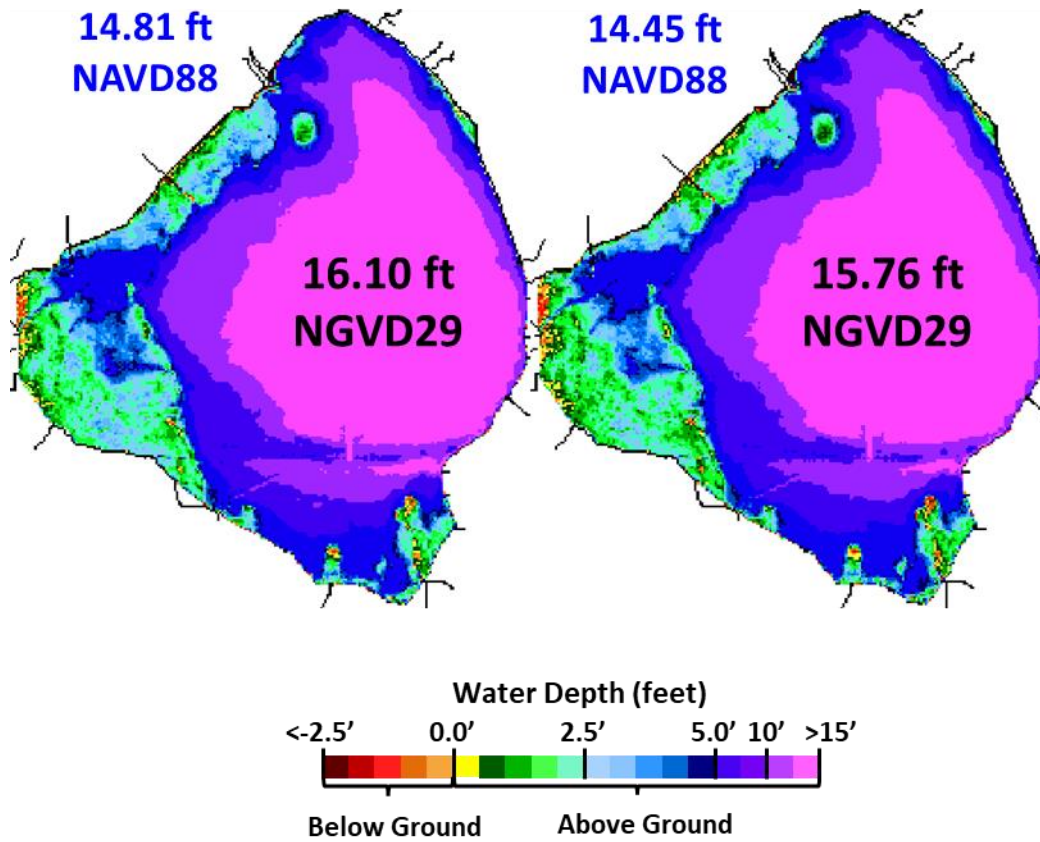 14.81 ft
NAVD88
14.45 ft
NAVD88
16.10 ft
NGVD29
15.76 ft
NGVD29
Water Depth (feet)
<-2.5’ 0.0’ 2.5’ 5.0’ 10’ >15’
Below Ground Above Ground